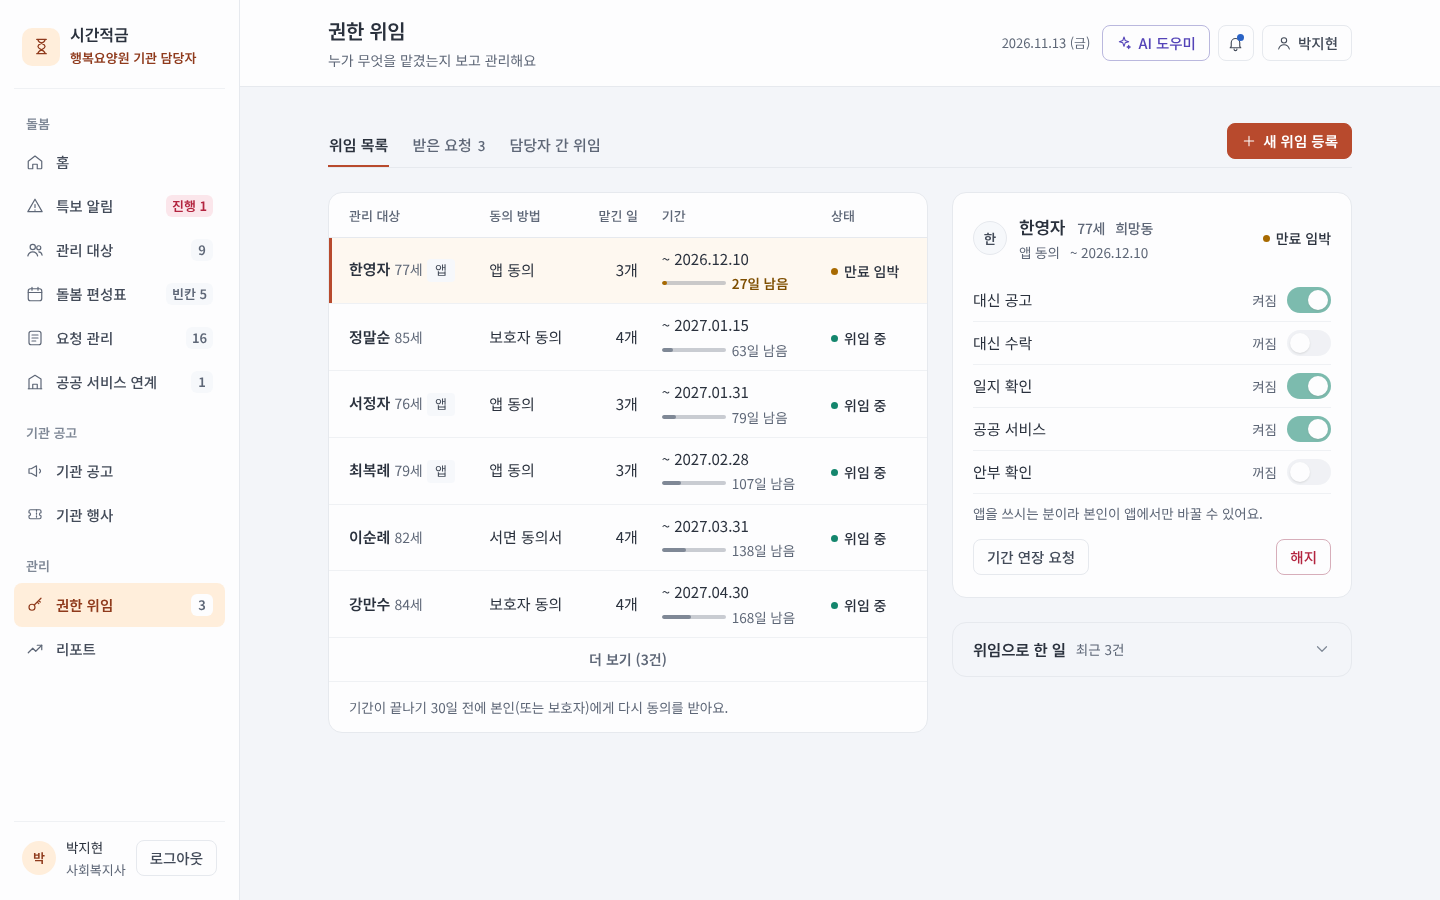 시간적금
행복요양원 기관 담당자
돌봄
홈
특보 알림 진행 1
관리 대상 9
돌봄 편성표 빈칸 5
요청 관리 16
공공 서비스 연계 1
기관 공고
기관 공고
기관 행사
관리
권한 위임 3
리포트
박 박지현
사회복지사
로그아웃
권한 위임
누가 무엇을 맡겼는지 보고 관리해요
2026.11.13 (금) AI 도우미 박지현
위임 목록 받은 요청 3 담당자 간 위임
새 위임 등록
관리 대상 동의 방법 맡긴 일 기간 상태
한영자 77세 앱 앱 동의 3개 ~ 2026.12.10 만료 임박
27일 남음
정말순 85세 보호자 동의 4개 ~ 2027.01.15 위임 중
63일 남음
서정자 76세 앱 앱 동의 3개 ~ 2027.01.31 위임 중
79일 남음
최복례 79세 앱 앱 동의 3개 ~ 2027.02.28 위임 중
107일 남음
이순례 82세 서면 동의서 4개 ~ 2027.03.31 위임 중
138일 남음
강만수 84세 보호자 동의 4개 ~ 2027.04.30 위임 중
168일 남음
더 보기 (3건)
기간이 끝나기 30일 전에 본인(또는 보호자)에게 다시 동의를 받아요.
한 한영자 77세 희망동
앱 동의 ~ 2026.12.10
만료 임박
대신 공고 켜짐
대신 수락 꺼짐
일지 확인 켜짐
공공 서비스 켜짐
안부 확인 꺼짐
앱을 쓰시는 분이라 본인이 앱에서만 바꿀 수 있어요.
기간 연장 요청 해지
위임으로 한 일 최근 3건